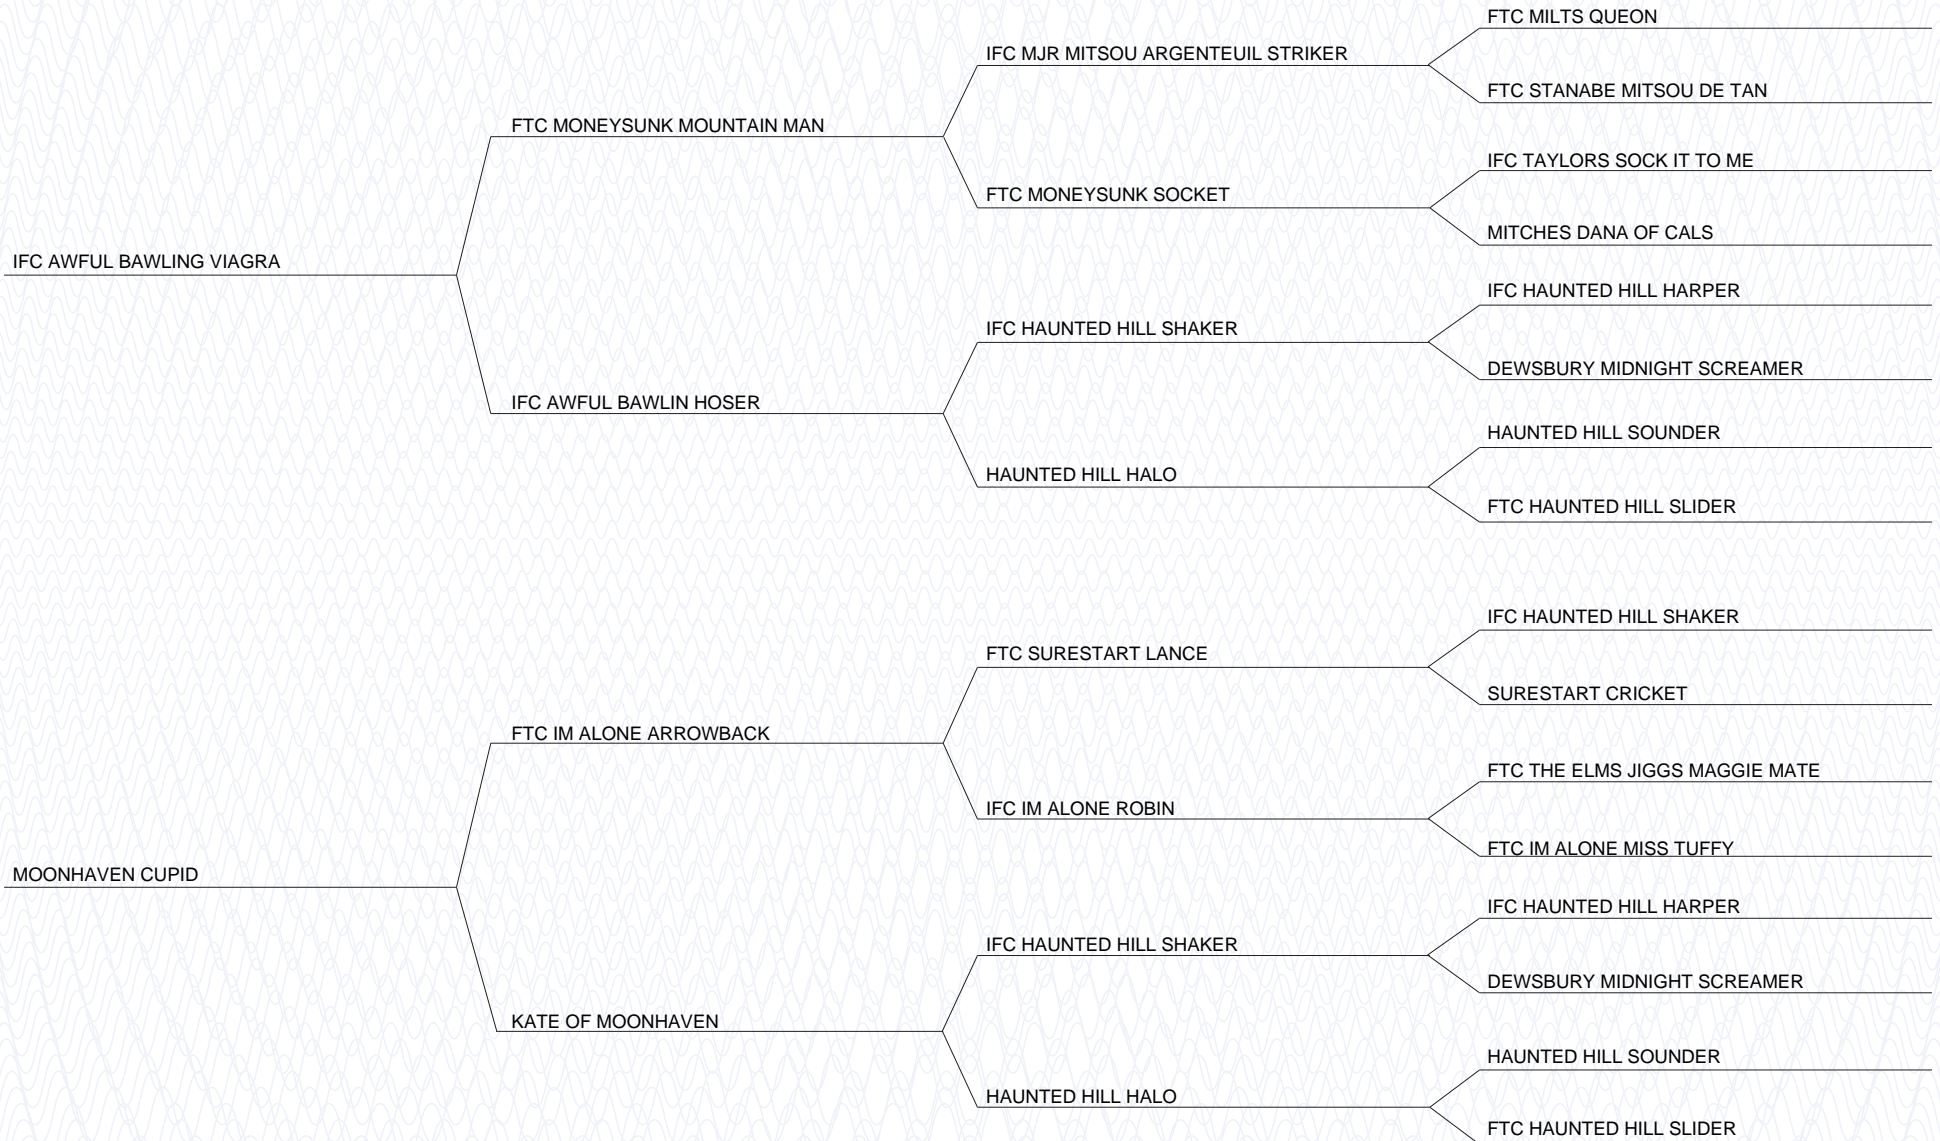 FTC MILTS QUEON
IFC MJR MITSOU ARGENTEUIL STRIKER
FTC STANABE MITSOU DE TAN
FTC MONEYSUNK MOUNTAIN MAN
IFC TAYLORS SOCK IT TO ME
FTC MONEYSUNK SOCKET
MITCHES DANA OF CALS
IFC AWFUL BAWLING VIAGRA
IFC HAUNTED HILL HARPER
IFC HAUNTED HILL SHAKER
DEWSBURY MIDNIGHT SCREAMER
IFC AWFUL BAWLIN HOSER
HAUNTED HILL SOUNDER
HAUNTED HILL HALO
FTC HAUNTED HILL SLIDER
IFC HAUNTED HILL SHAKER
FTC SURESTART LANCE
SURESTART CRICKET
FTC IM ALONE ARROWBACK
FTC THE ELMS JIGGS MAGGIE MATE
IFC IM ALONE ROBIN
FTC IM ALONE MISS TUFFY
MOONHAVEN CUPID
IFC HAUNTED HILL HARPER
IFC HAUNTED HILL SHAKER
DEWSBURY MIDNIGHT SCREAMER
KATE OF MOONHAVEN
HAUNTED HILL SOUNDER
HAUNTED HILL HALO
FTC HAUNTED HILL SLIDER